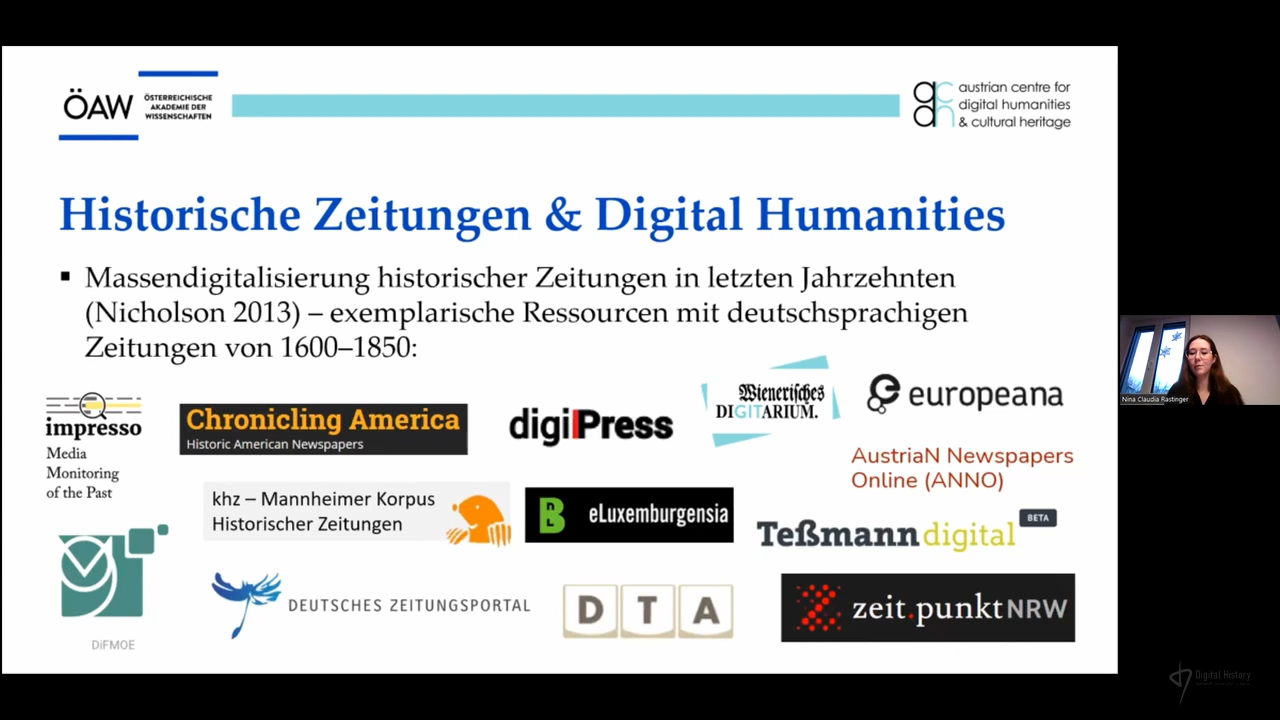 ÖAW
ÖSTERREICHISCHE
AKADEMIE DER
WISSENSCHAFTEN
acdh
austrian centre for
digital humanities
& cultural heritage
Historische Zeitungen & Digital Humanities
▪ Massendigitalisierung historischer Zeitungen in letzten Jahrzehnten
(Nicholson 2013) – exemplarische Ressourcen mit deutschsprachigen
Zeitungen von 1600–1850:
impresso
Media
Monitoring
of the Past
Chronicling America
Historic American Newspapers
digiPress
Wienerisches
DIGITARIUM.
europeana
AustriaN Newspapers
Online (ANNO)
khz – Mannheimer Korpus
Historischer Zeitungen
BNL
eLuxemburgensia
Teßmann digital
BETA
DiFMOE
DEUTSCHES ZEITUNGSPORTAL
DTA
zeit.punktNRW
Nina Claudia Rastinger
Digital History